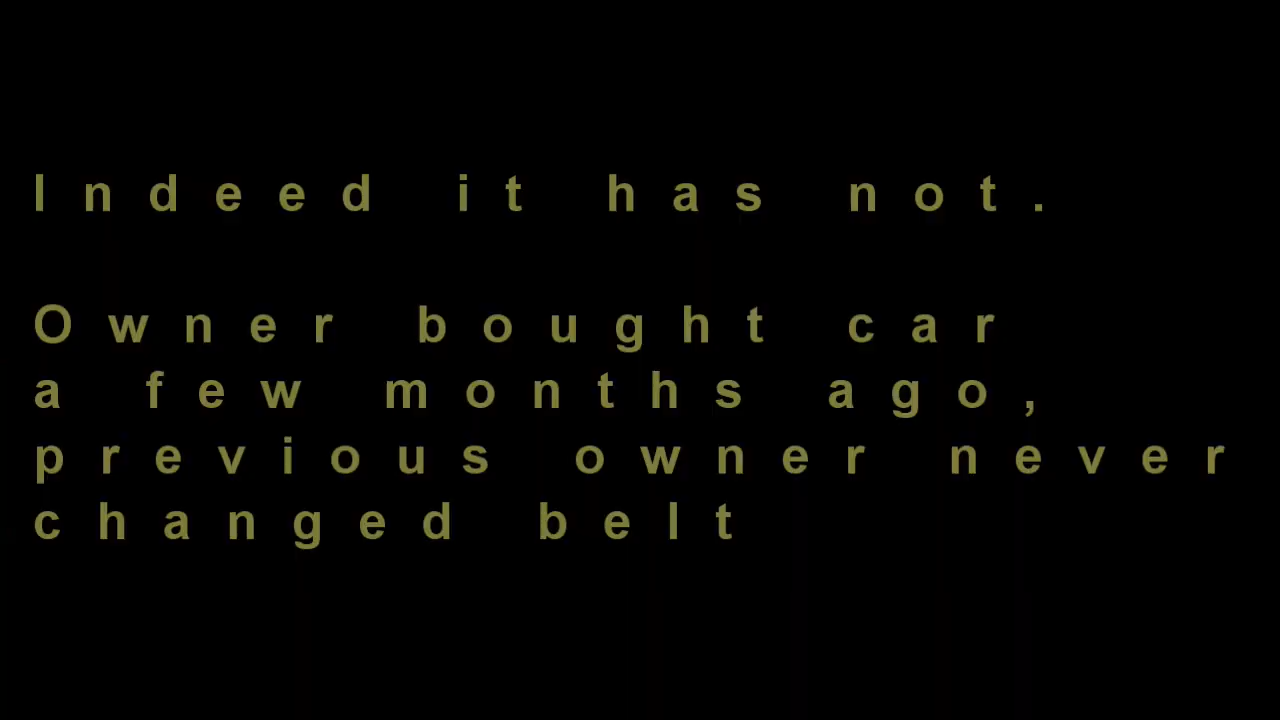 Indeed it has not.
Owner bought car
a few months ago,
previous owner never
changed belt